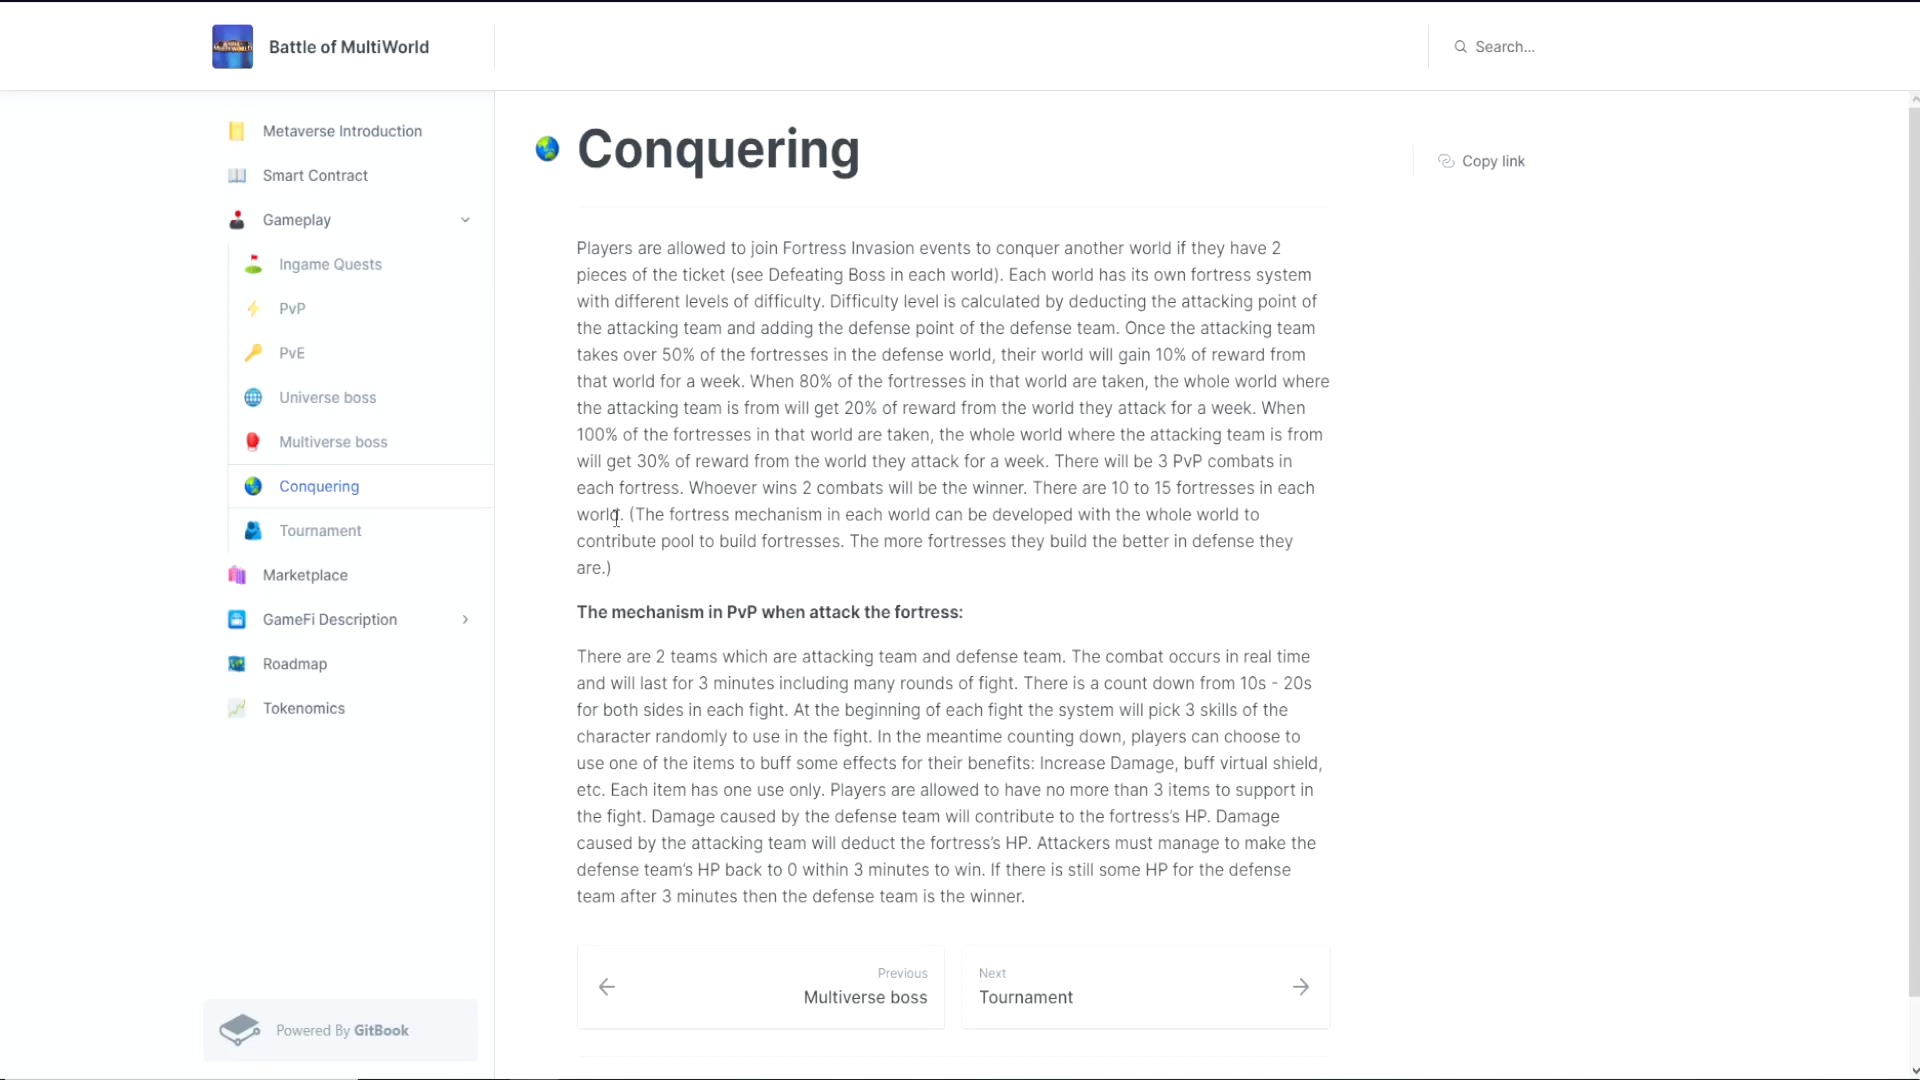 Battle of MultiWorld
Search...
Metaverse Introduction
Smart Contract
Gameplay
Ingame Quests
PvP
PvE
Universe boss
Multiverse boss
Conquering
Tournament
Marketplace
GameFi Description
Roadmap
Tokenomics
Powered By GitBook
Conquering
Copy link
Players are allowed to join Fortress Invasion events to conquer another world if they have 2
pieces of the ticket (see Defeating Boss in each world). Each world has its own fortress system
with different levels of difficulty. Difficulty level is calculated by deducting the attacking point of
the attacking team and adding the defense point of the defense team. Once the attacking team
takes over 50% of the fortresses in the defense world, their world will gain 10% of reward from
that world for a week. When 80% of the fortresses in that world are taken, the whole world where
the attacking team is from will get 20% of reward from the world they attack for a week. When
100% of the fortresses in that world are taken, the whole world where the attacking team is from
will get 30% of reward from the world they attack for a week. There will be 3 PvP combats in
each fortress. Whoever wins 2 combats will be the winner. There are 10 to 15 fortresses in each
world. (The fortress mechanism in each world can be developed with the whole world to
contribute pool to build fortresses. The more fortresses they build the better in defense they
are.)
The mechanism in PvP when attack the fortress:
There are 2 teams which are attacking team and defense team. The combat occurs in real time
and will last for 3 minutes including many rounds of fight. There is a count down from 10s - 20s
for both sides in each fight. At the beginning of each fight the system will pick 3 skills of the
character randomly to use in the fight. In the meantime counting down, players can choose to
use one of the items to buff some effects for their benefits: Increase Damage, buff virtual shield,
etc. Each item has one use only. Players are allowed to have no more than 3 items to support in
the fight. Damage caused by the defense team will contribute to the fortress’s HP. Damage
caused by the attacking team will deduct the fortress’s HP. Attackers must manage to make the
defense team’s HP back to 0 within 3 minutes to win. If there is still some HP for the defense
team after 3 minutes then the defense team is the winner.
Previous
Multiverse boss
Next
Tournament